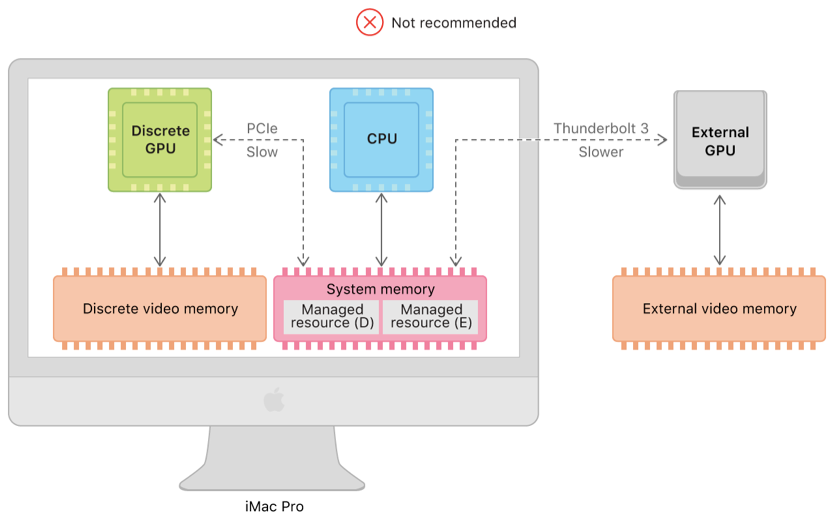 Not recommended
Discrete
GPU
PCIe
Slow
CPU
Thunderbolt 3
Slower
External
GPU
Discrete video memory
System memory
Managed
resource (D)
Managed
resource (E)
External video memory
iMac Pro